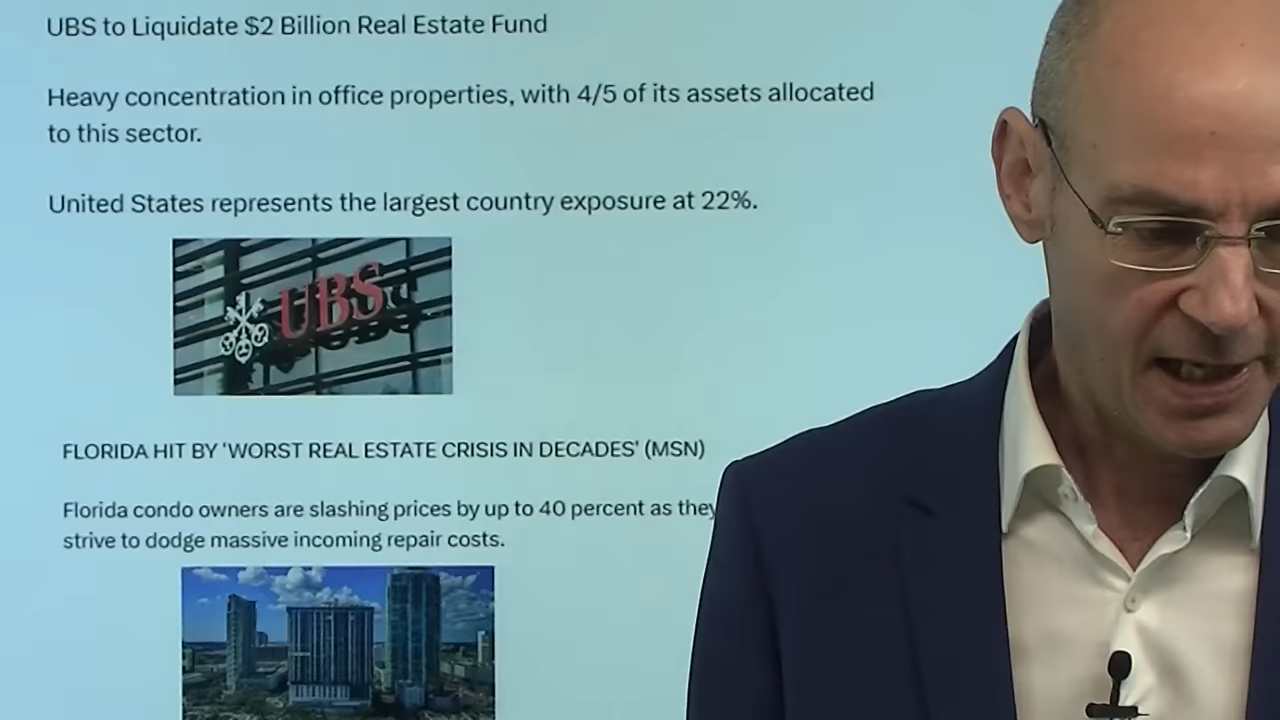 UBS to Liquidate $2 Billion Real Estate Fund
Heavy concentration in office properties, with 4/5 of its assets allocated
to this sector.
United States represents the largest country exposure at 22%.
UBS
FLORIDA HIT BY 'WORST REAL ESTATE CRISIS IN DECADES' (MSN)
Florida condo owners are slashing prices by up to 40 percent as they
strive to dodge massive incoming repair costs.